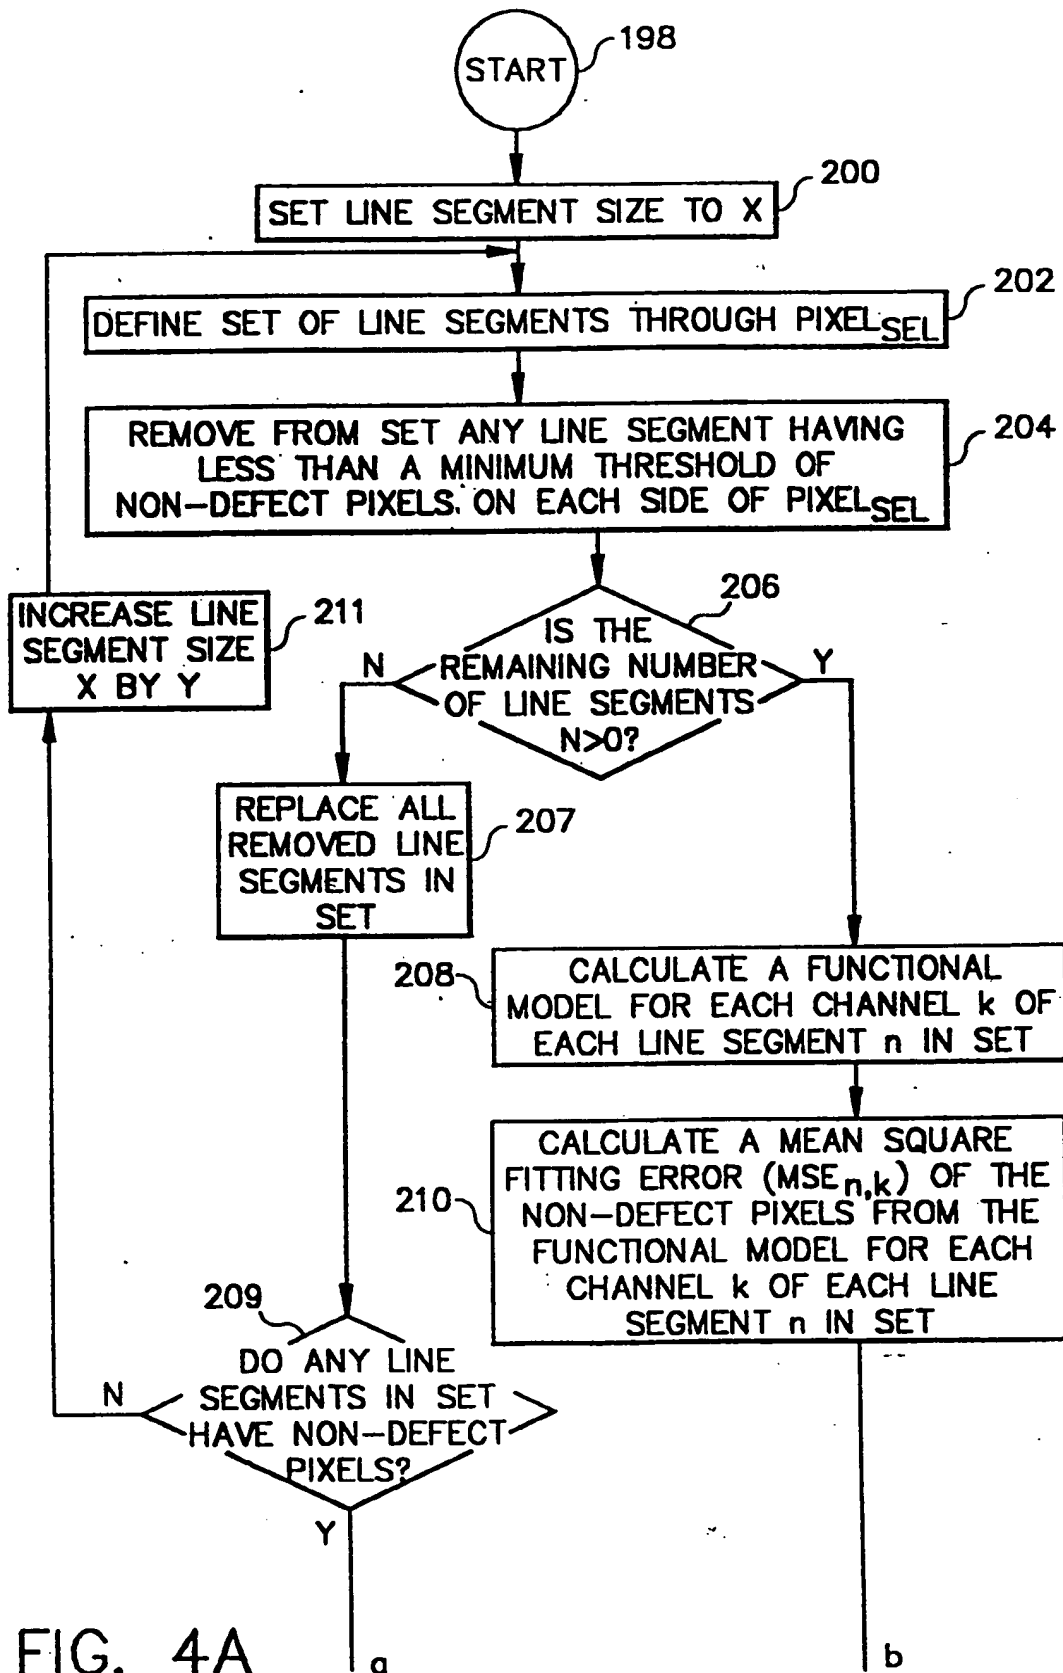 START
198
200
SET LINE SEGMENT SIZE TO X
202
DEFINE SET OF LINE SEGMENTS THROUGH PIXELSEL
204
REMOVE FROM SET ANY LINE SEGMENT HAVING
LESS THAN A MINIMUM THRESHOLD OF
NON-DEFECT PIXELS. ON EACH SIDE OF PIXELSEL
206
IS THE
REMAINING NUMBER
OF LINE SEGMENTS
N>0?
N
Y
INCREASE LINE
SEGMENT SIZE
X BY Y
211
REPLACE ALL
REMOVED LINE
SEGMENTS IN
SET
207
208
CALCULATE A FUNCTIONAL
MODEL FOR EACH CHANNEL k OF
EACH LINE SEGMENT n IN SET
210
CALCULATE A MEAN SQUARE
FITTING ERROR (MSEn,k) OF THE
NON-DEFECT PIXELS FROM THE
FUNCTIONAL MODEL FOR EACH
CHANNEL k OF EACH LINE
SEGMENT n IN SET
209
DO ANY LINE
SEGMENTS IN SET
HAVE NON-DEFECT
PIXELS?
N
Y
FIG. 4A
a
b